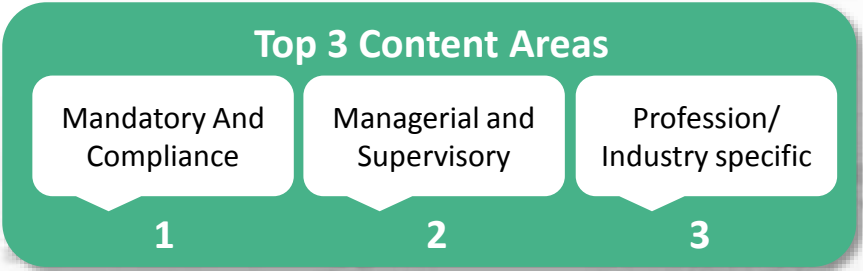 Top 3 Content Areas
Mandatory And
Compliance
Managerial and
Supervisory
Profession/
Industry specific
1
2
3